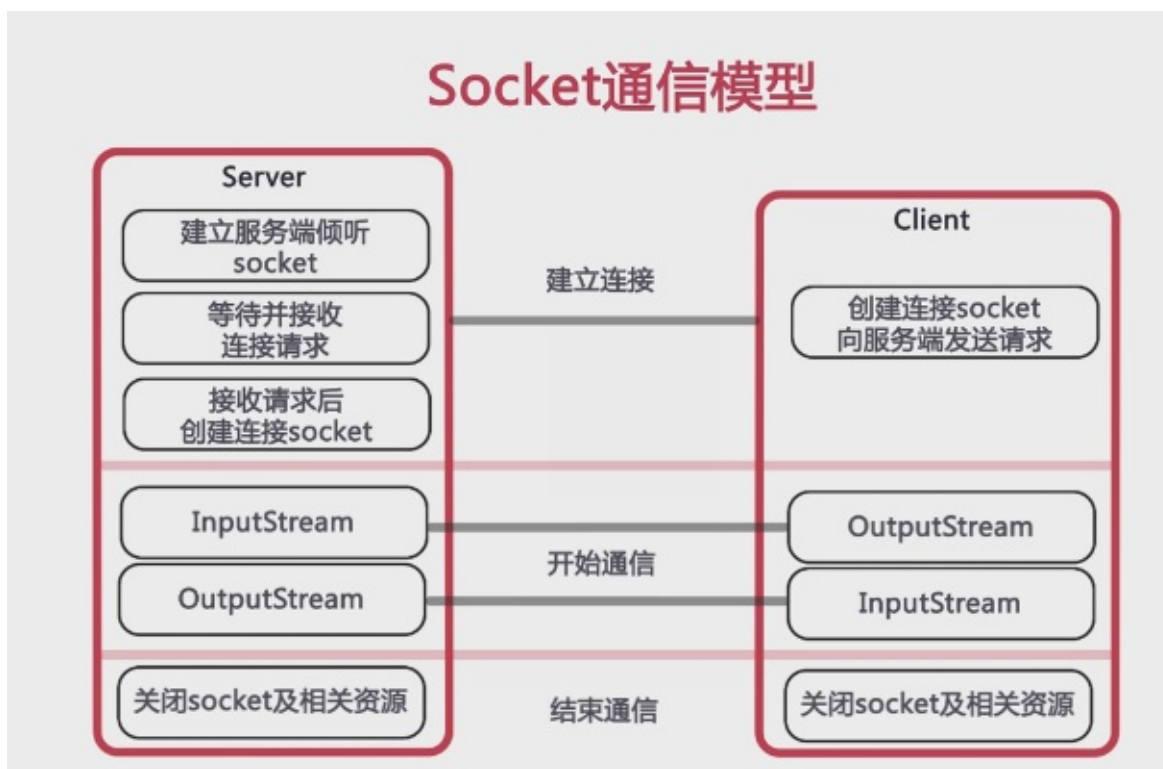 Socket通信模型
Server
建立服务端倾听
socket
等待并接收
连接请求
接收请求后
创建连接socket
建立连接
Client
创建连接socket
向服务端发送请求
InputStream
OutputStream
开始通信
OutputStream
InputStream
关闭socket及相关资源
结束通信
关闭socket及相关资源